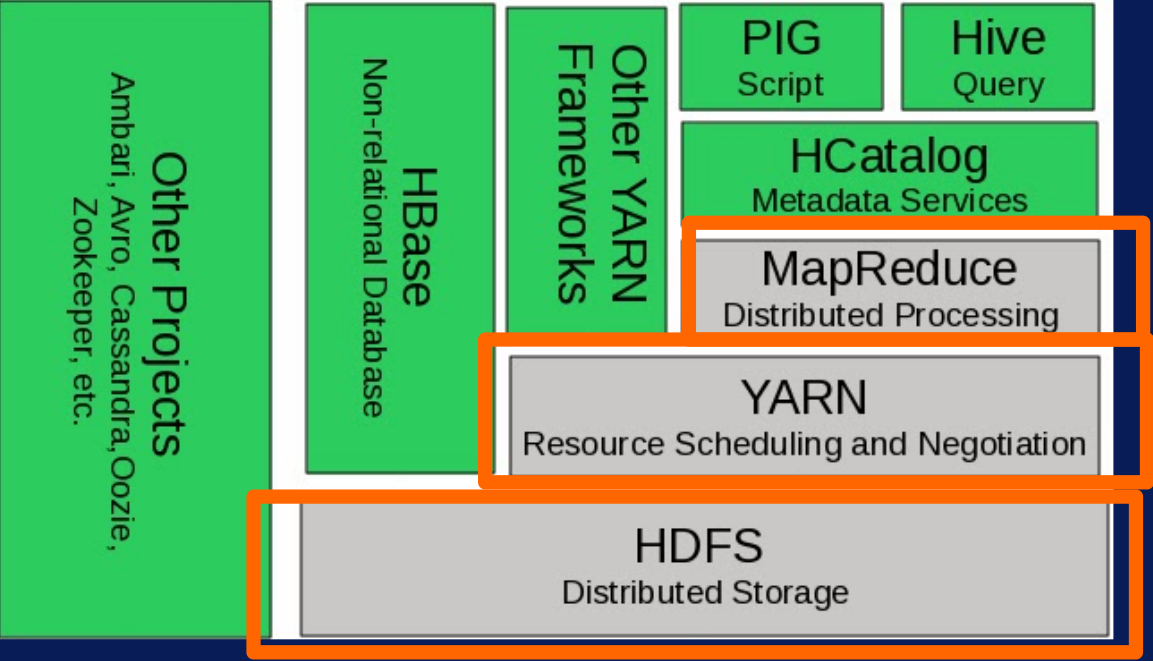 Other Projects
Ambari, Avro, Cassandra,Oozie,
Zookeeper, etc.
HBase
Non-relational Database
Other YARN
Frameworks
PIG
Script
Hive
Query
HCatalog
Metadata Services
MapReduce
Distributed Processing
YARN
Resource Scheduling and Negotiation
HDFS
Distributed Storage